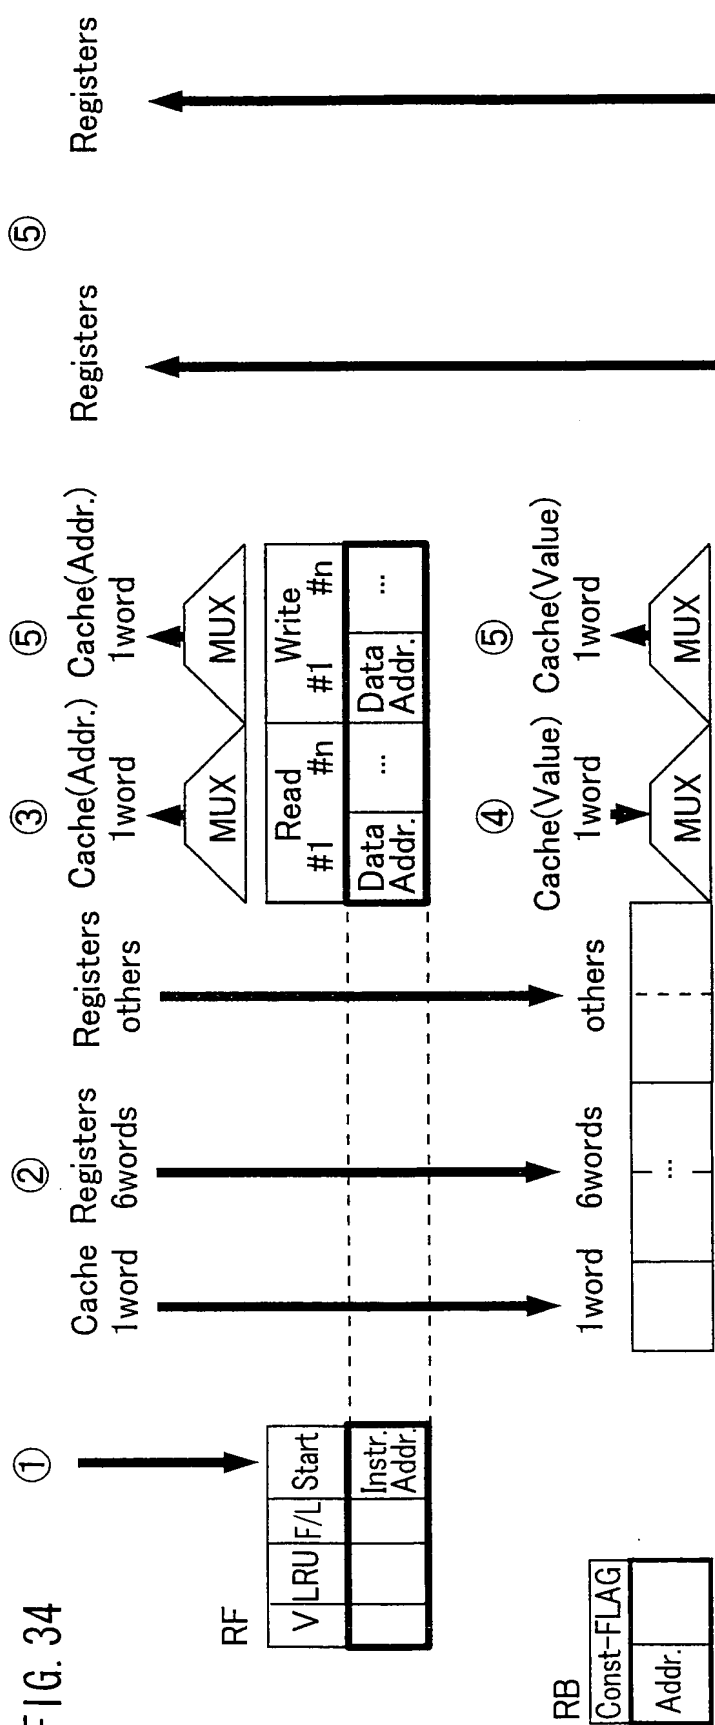 FIG. 34
① ② ③ ⑤ ⑤
Cache Registers Registers Cache(Addr.) Cache(Addr.) Registers Registers
1word 6words others 1word 1word
MUX MUX
RF
V LRU F/L Start Read Write
#1 #n #1 #n
Instr. Addr. Data Addr. ... Data Addr. ...
④ ⑤
Cache(Value) Cache(Value)
1word 6words others 1word 1word
RB
Const-FLAG MUX MUX
Addr. ...